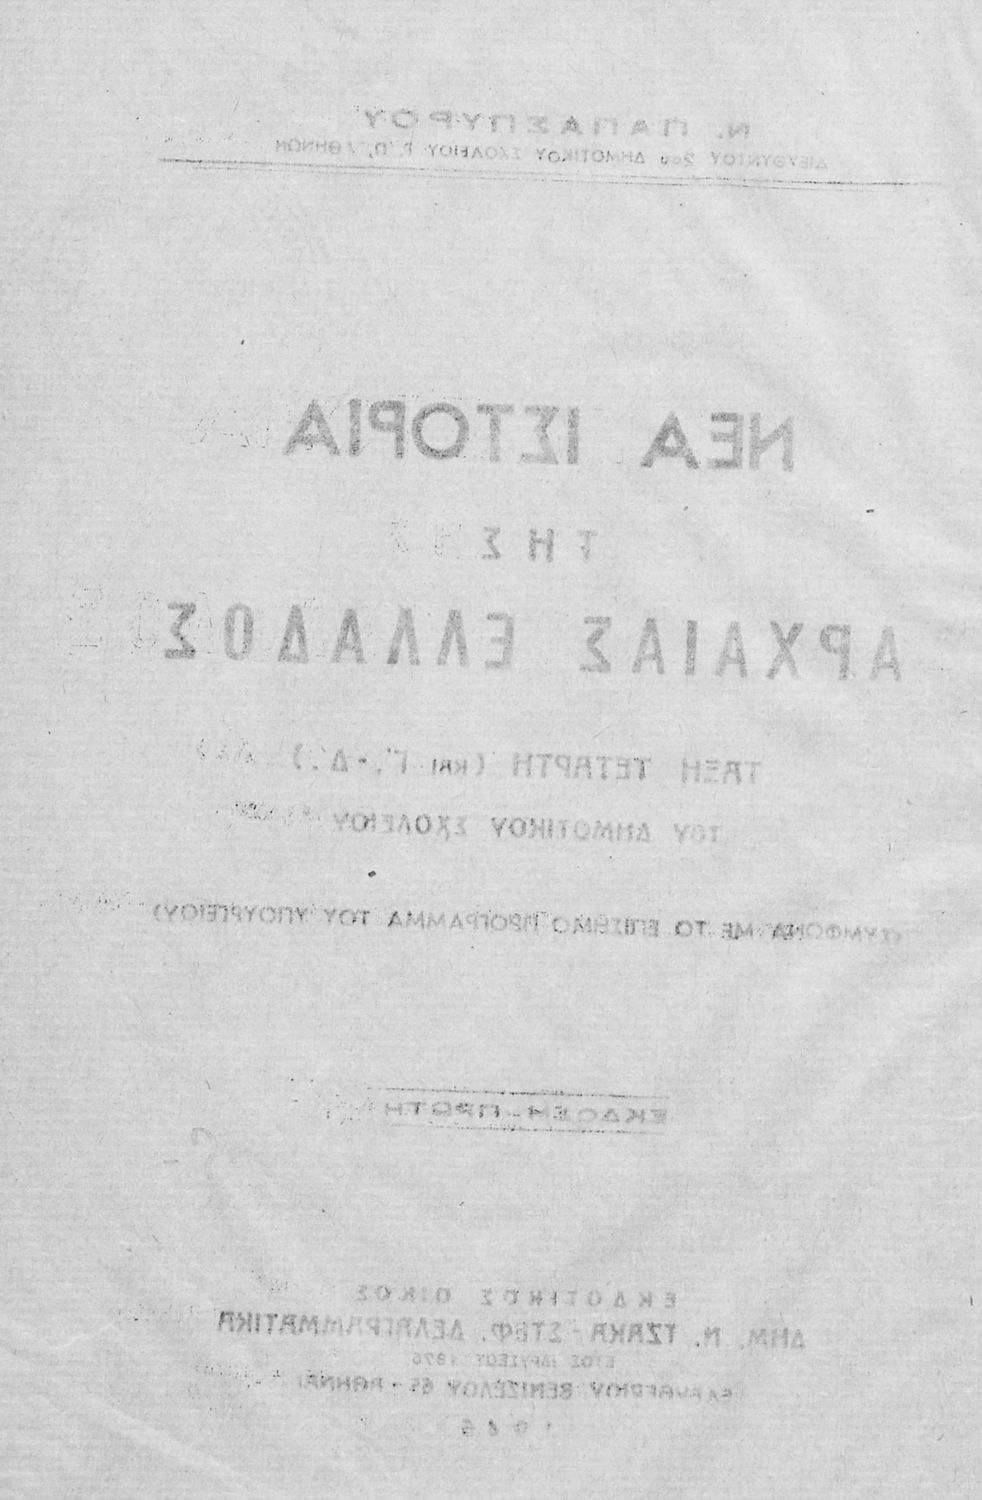 Ν. ΠΑΠΑΣΠΥΡΟΥ
ΔΙΕΥΘΥΝΤΟΥ 2ου ΔΗΜΟΤΙΚΟΥ ΣΧΟΛΕΙΟΥ
ΝΕΑ ΙΣΤΟΡΙΑ
ΤΗΣ
ΑΡΧΑΙΑΣ ΕΛΛΑΔΟΣ
ΤΑΞΗ ΤΕΤΑΡΤΗ (ΚΑΙ Γ΄.-Δ΄.)
ΤΟΥ ΔΗΜΟΤΙΚΟΥ ΣΧΟΛΕΙΟΥ
(ΣΥΜΦΩΝΑ ΜΕ ΤΟ ΕΠΙΣΗΜΟ ΠΡΟΓΡΑΜΜΑ ΤΟΥ ΥΠΟΥΡΓΕΙΟΥ)
ΕΚΔΟΣΗ ΠΡΩΤΗ
ΕΚΔΟΤΙΚΟΣ ΟΙΚΟΣ
ΔΗΜ. Ν. ΤΖΑΚΑ - ΣΤΕΦ. ΔΕΛΑΓΡΑΜΜΑΤΙΚΑ
ΕΤΟΣ ΙΔΡΥΣΕΩΣ 1876
ΒΕΝΙΖΕΛΟΥ 65 - ΑΘΗΝΑΙ